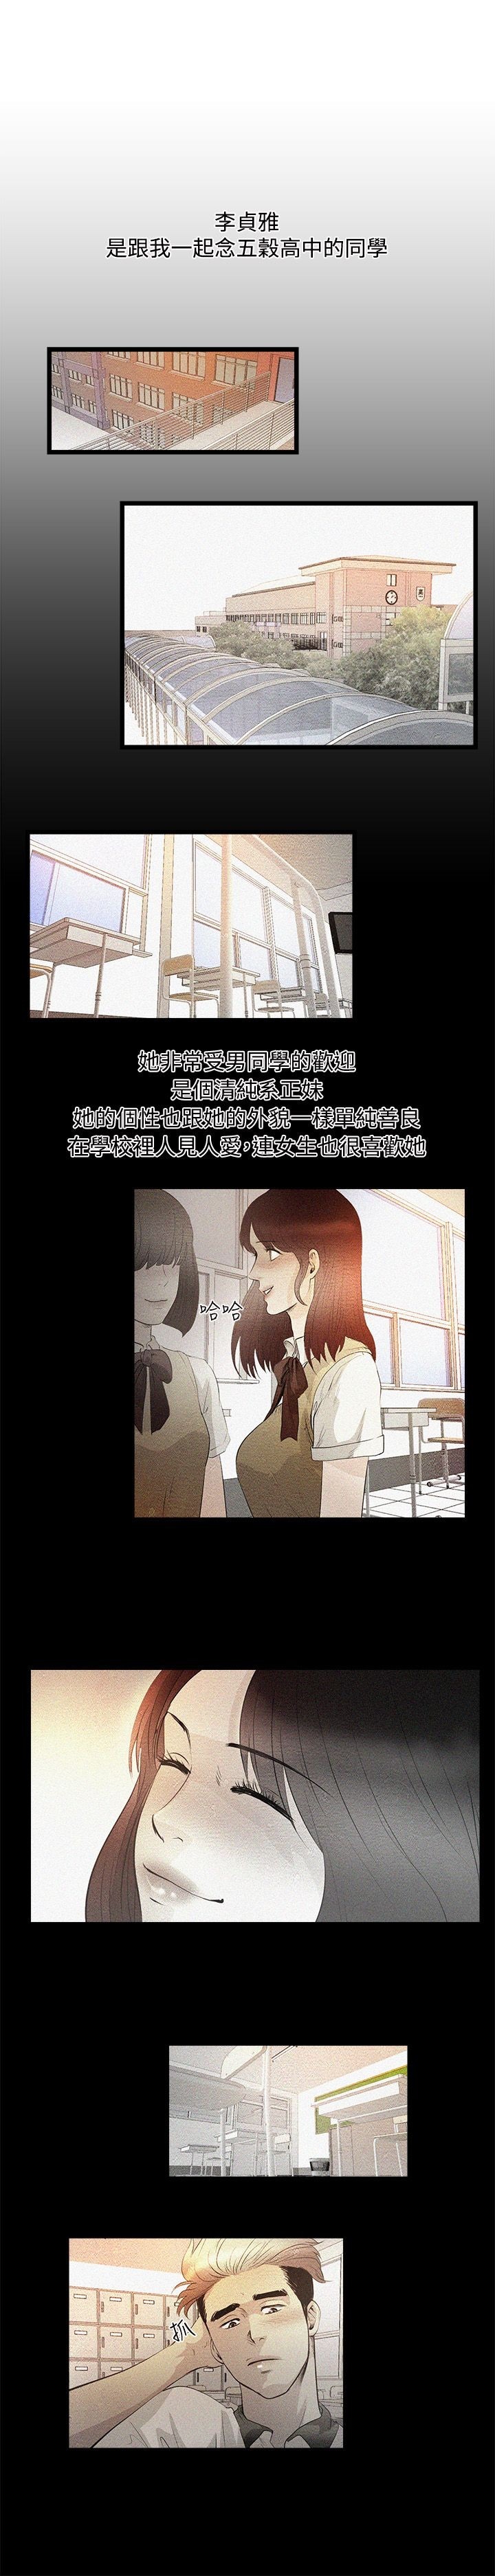 李貞雅
是跟我一起念五穀高中的同學
她非常受男同學的歡迎
是個清純系正妹
她的個性也跟她的外貌一樣單純善良
在學校裡人見人愛，連女生也很喜歡她
哈哈
抓